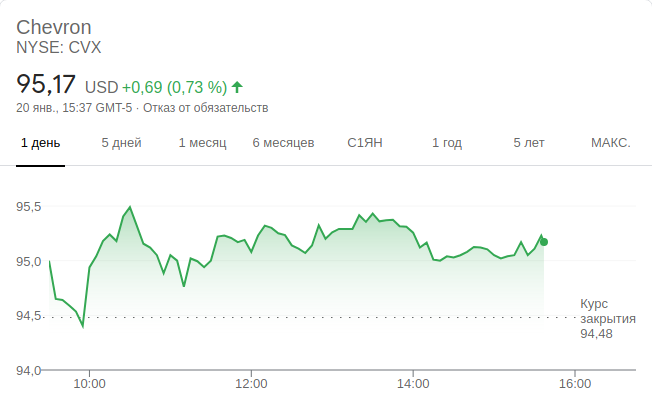 Chevron
NYSE: CVX
95,17 USD +0,69 (0,73 %)
20 янв., 15:37 GMT-5 · Отказ от обязательств
1 день 5 дней 1 месяц 6 месяцев С1ЯН 1 год 5 лет МАКС.
95,5
95,0
94,5
Курс
закрытия
94,48
94,0
10:00 12:00 14:00 16:00